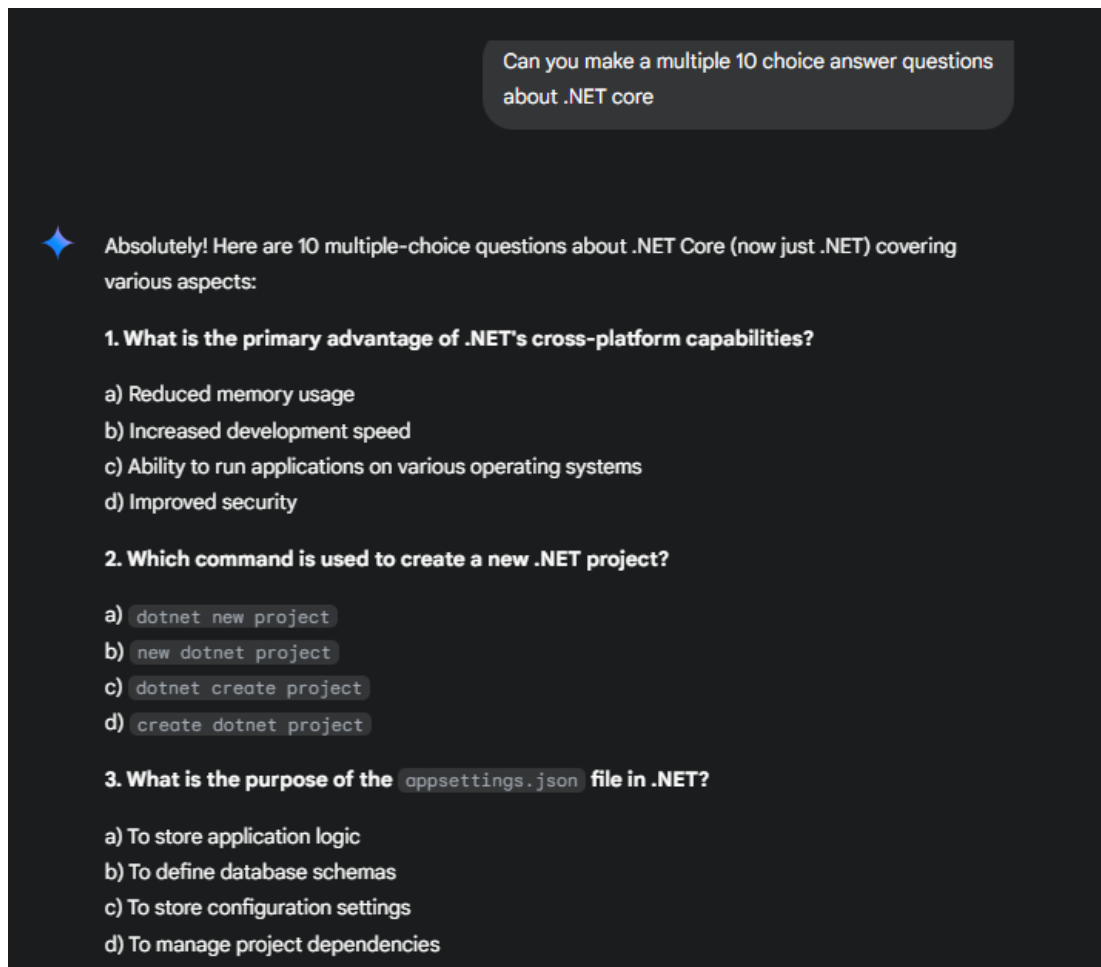 Can you make a multiple 10 choice answer questions
about .NET core
Absolutely! Here are 10 multiple-choice questions about .NET Core (now just .NET) covering
various aspects:
1. What is the primary advantage of .NET's cross-platform capabilities?
a) Reduced memory usage
b) Increased development speed
c) Ability to run applications on various operating systems
d) Improved security
2. Which command is used to create a new .NET project?
a) dotnet new project
b) new dotnet project
c) dotnet create project
d) create dotnet project
3. What is the purpose of the appsettings.json file in .NET?
a) To store application logic
b) To define database schemas
c) To store configuration settings
d) To manage project dependencies